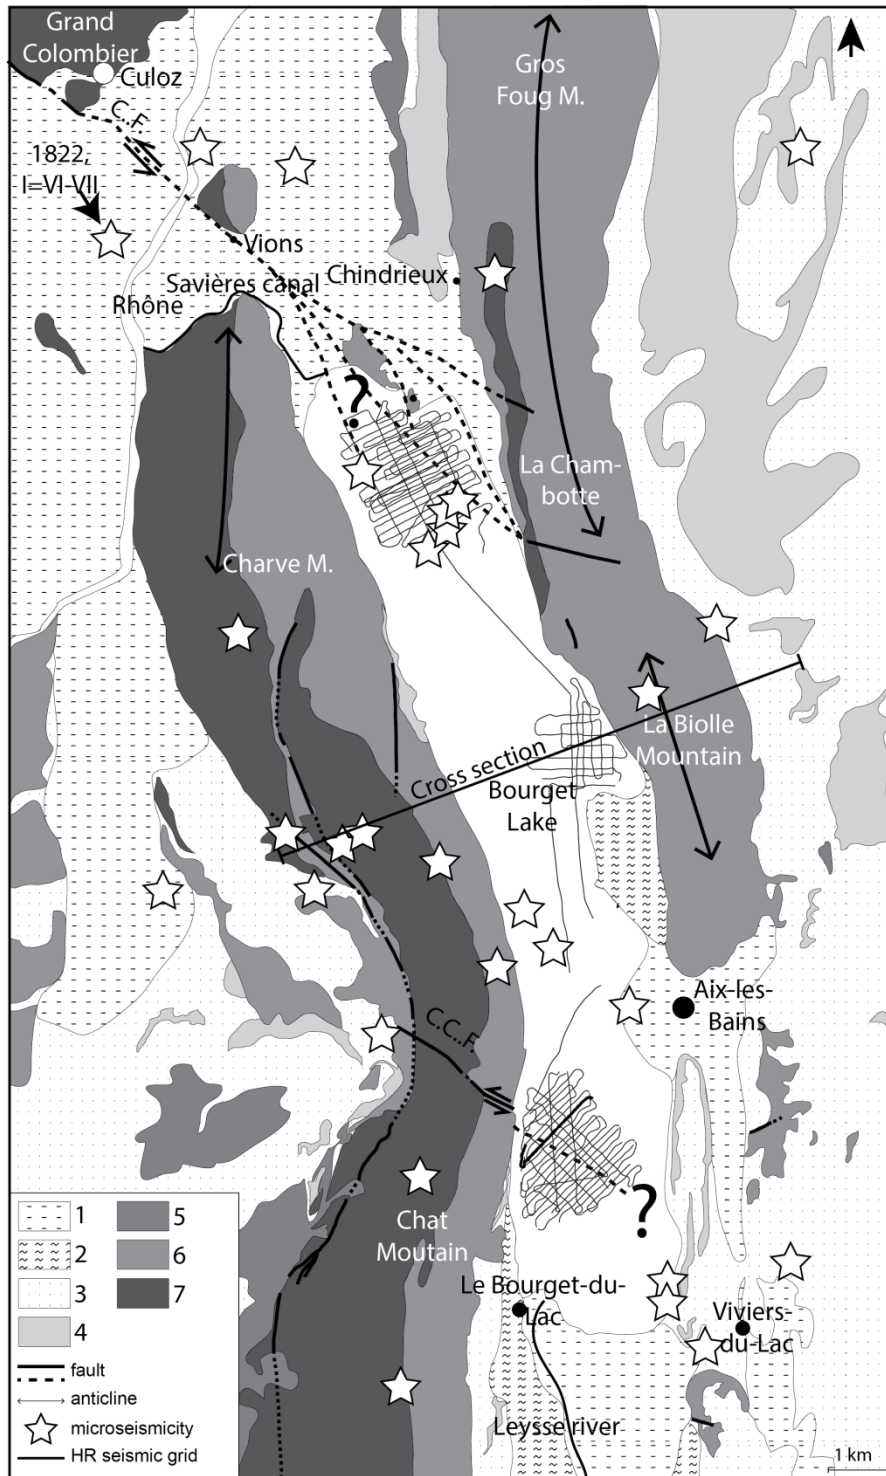 Grand
Colombier
Culoz
C.F.
1822,
I=VI-VII
Gros
Foug M.
Vions
Savières canal
Chindrieux
Rhône
?
La Cham-
botte
Charve M.
La Biolle
Mountain
Cross section
Bourget
Lake
Aix-les-
Bains
C.C.F.
?
Chat
Moutain
Le Bourget-du-
Lac
Viviers-
du-Lac
Leysse river
1
2
3
4
5
6
7
fault
anticline
microseismicity
HR seismic grid
1 km